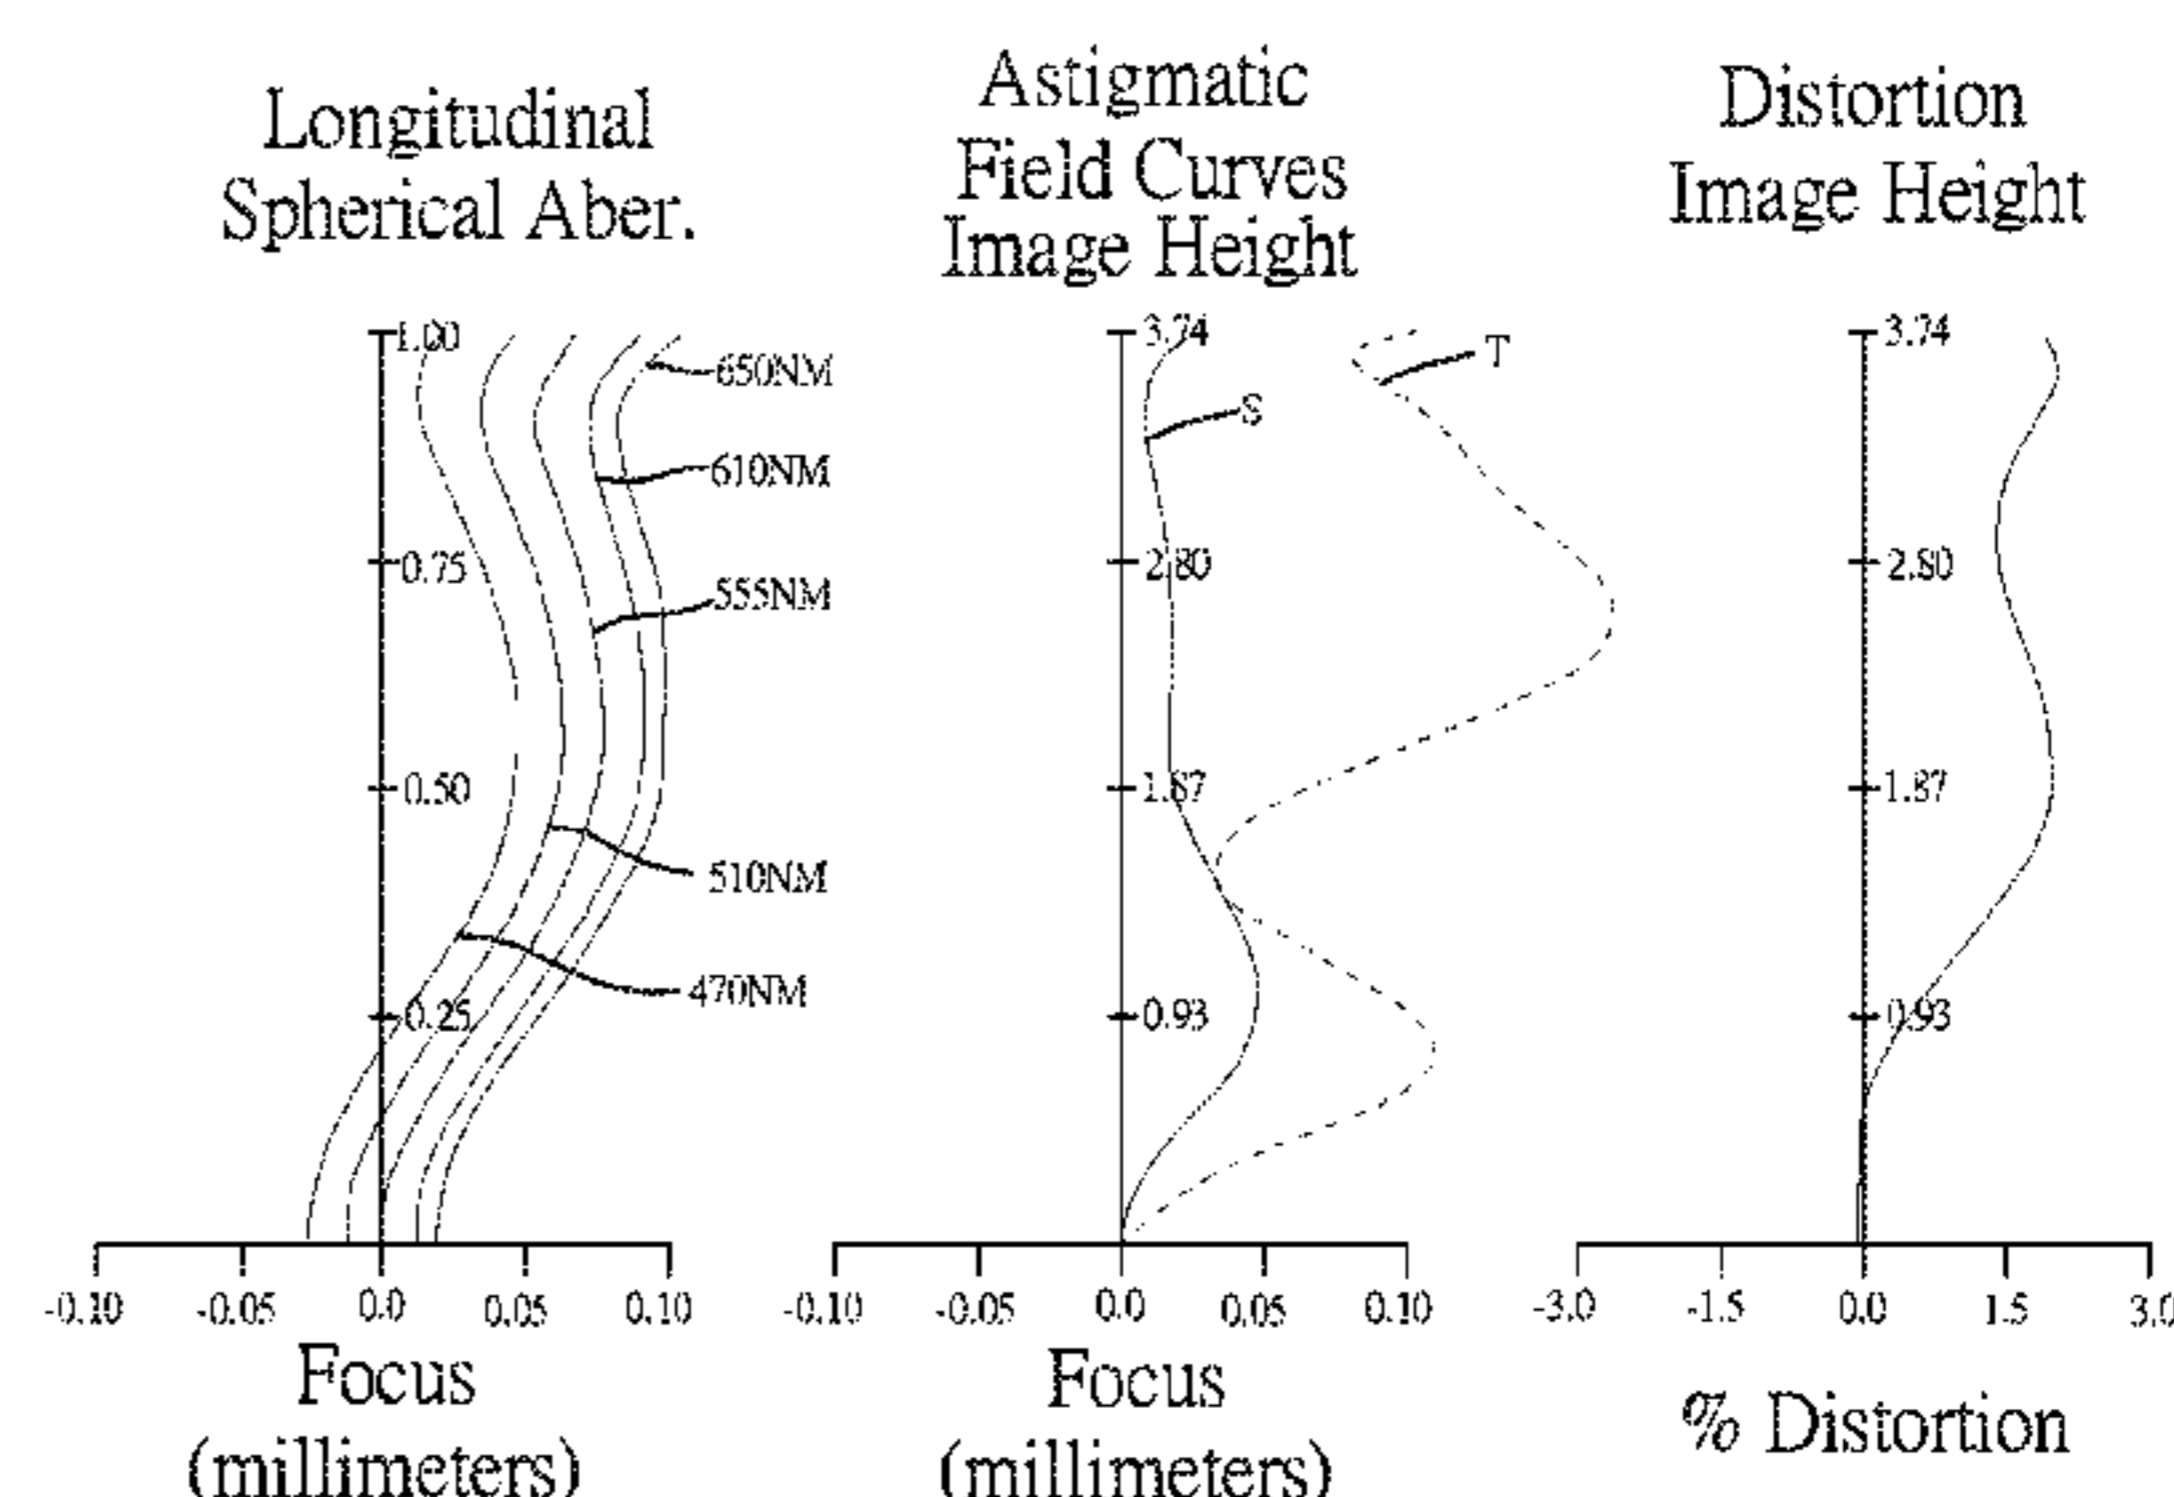 Longitudinal
Spherical Aber.
1.00
0.75
0.50
0.25
650NM
610NM
555NM
510NM
470NM
-0.10 -0.05 0.0 0.05 0.10
Focus
(millimeters)
Astigmatic
Field Curves
Image Height
3.74
2.80
1.87
0.93
T
S
-0.10 -0.05 0.0 0.05 0.10
Focus
(millimeters)
Distortion
Image Height
3.74
2.80
1.87
0.93
-3.0 -1.5 0.0 1.5 3.0
% Distortion